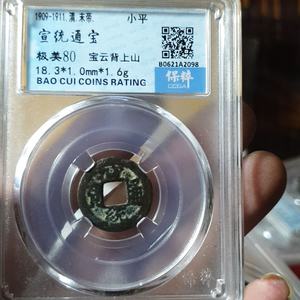 1909-1911. 清. 末帝. 小平
宣统通宝
极美80 宝云背上山
18.3*1.0mm*1.6g
BAO CUI COINS RATING
B0621A2098
保粹